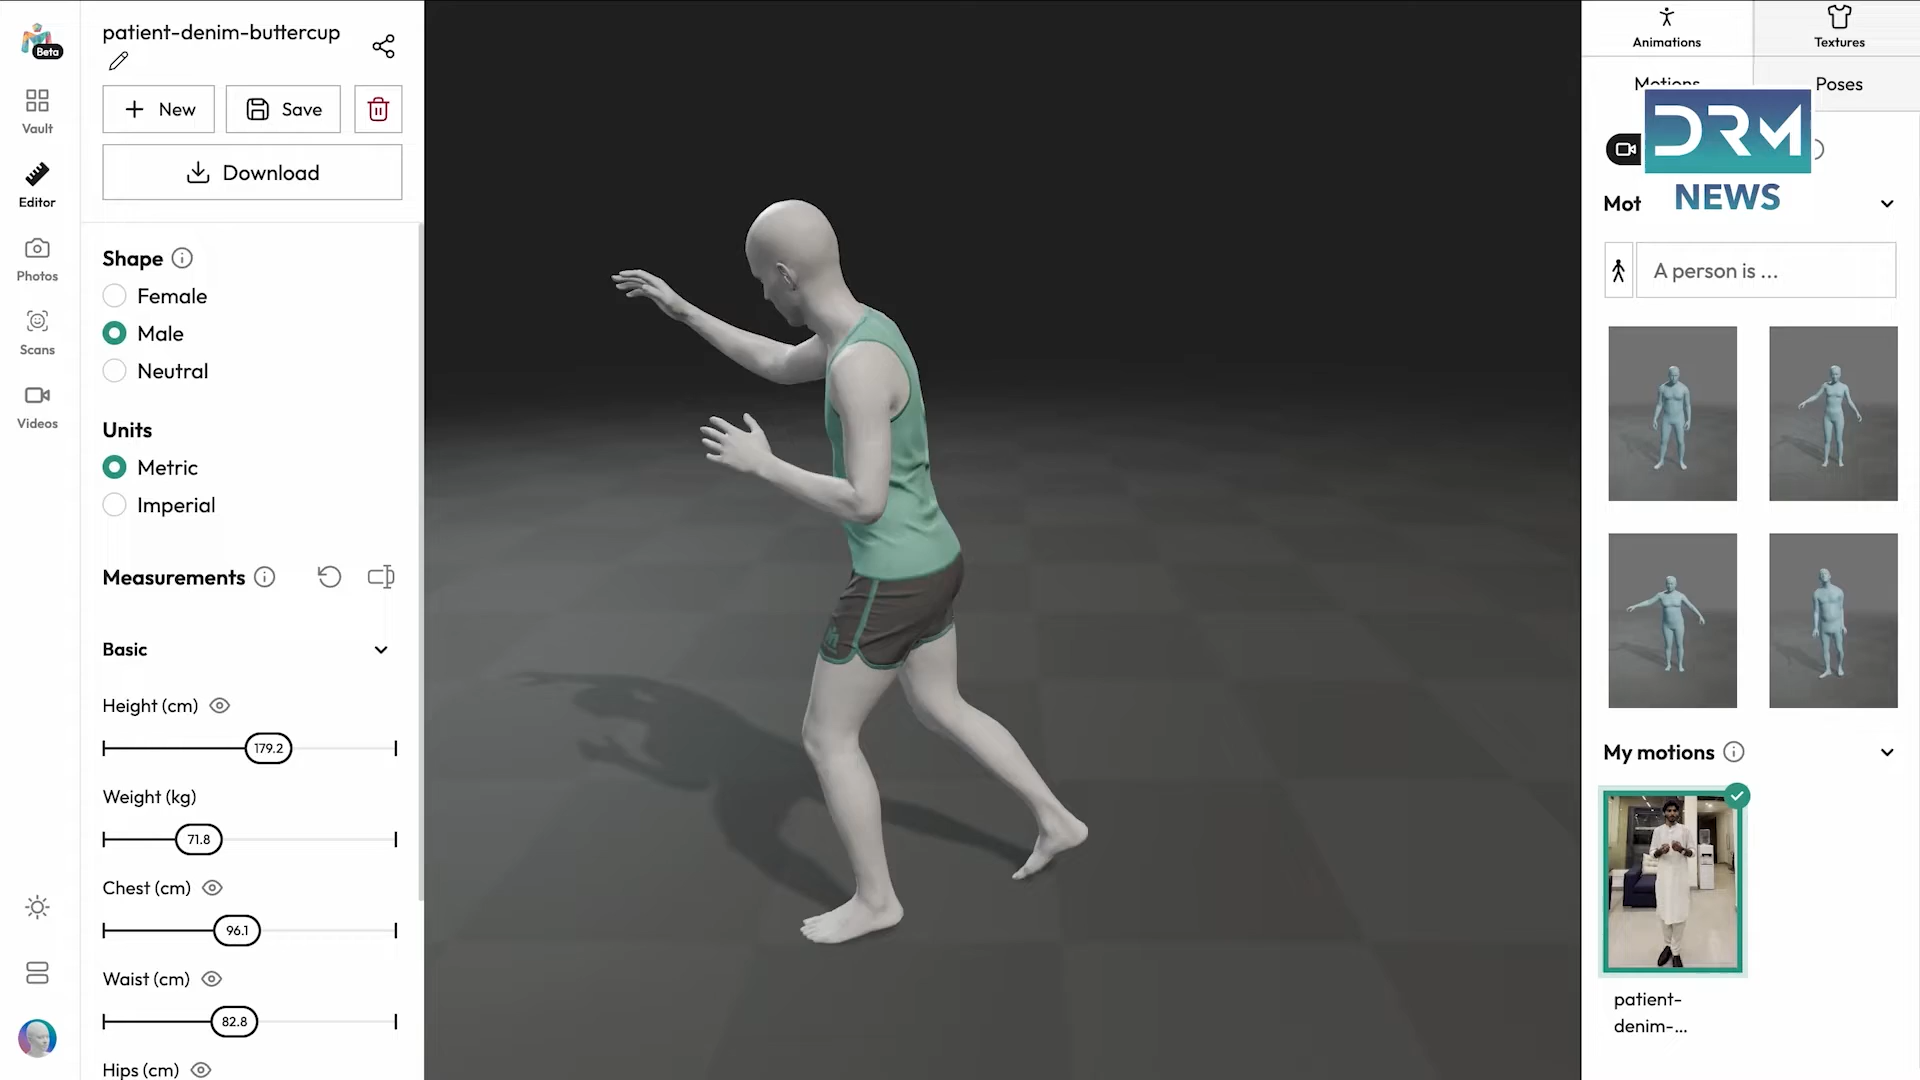 Beta
Vault
Editor
Photos
Scans
Videos
patient-denim-buttercup
New
Save
Download
Shape
Female
Male
Neutral
Units
Metric
Imperial
Measurements
Basic
Height (cm)
179.2
Weight (kg)
71.8
Chest (cm)
96.1
Waist (cm)
82.8
Hips (cm)
Animations
Textures
Motions
Poses
DRM
NEWS
Mot
A person is ...
My motions
patient-
denim-...